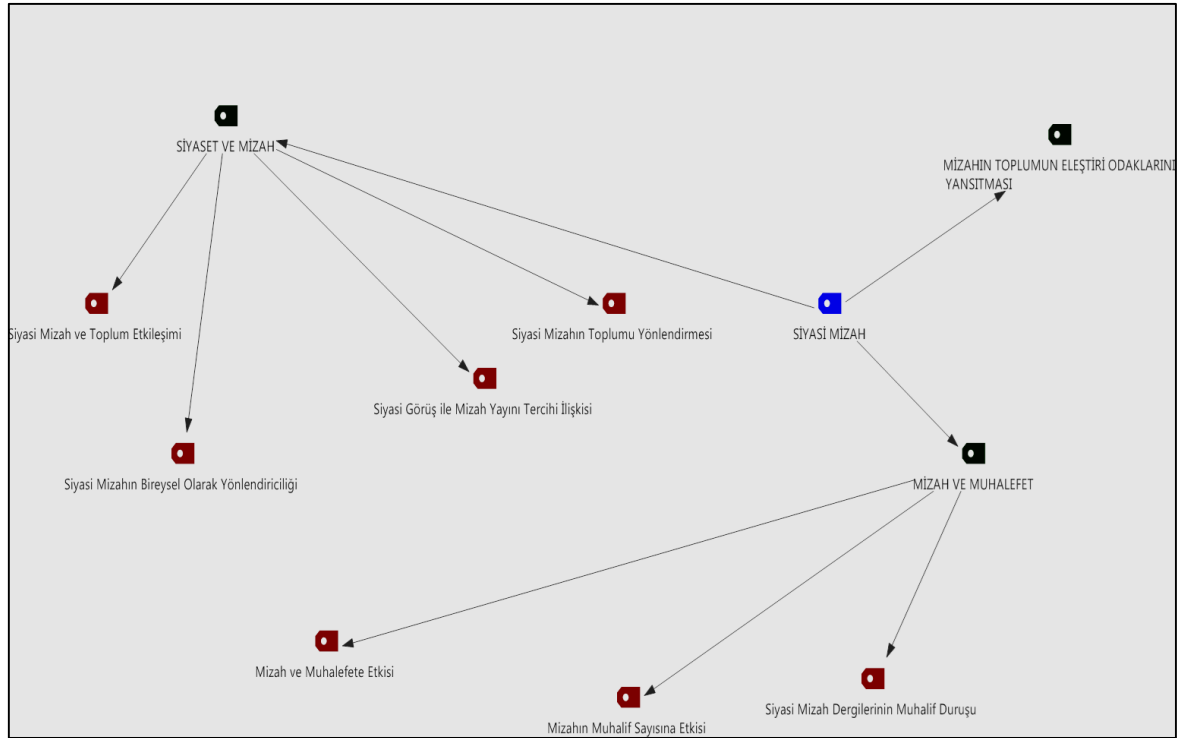 SİYASET VE MİZAH
MİZAHIN TOPLUMUN ELEŞTİRİ ODAKLARINI
YANSITMASI
Siyasi Mizah ve Toplum Etkileşimi
Siyasi Mizahın Toplumu Yönlendirmesi
SİYASİ MİZAH
Siyasi Görüş ile Mizah Yayını Tercihi İlişkisi
Siyasi Mizahın Bireysel Olarak Yönlendiriciliği
MİZAH VE MUHALEFET
Mizah ve Muhalefete Etkisi
Mizahın Muhalif Sayısına Etkisi
Siyasi Mizah Dergilerinin Muhalif Duruşu